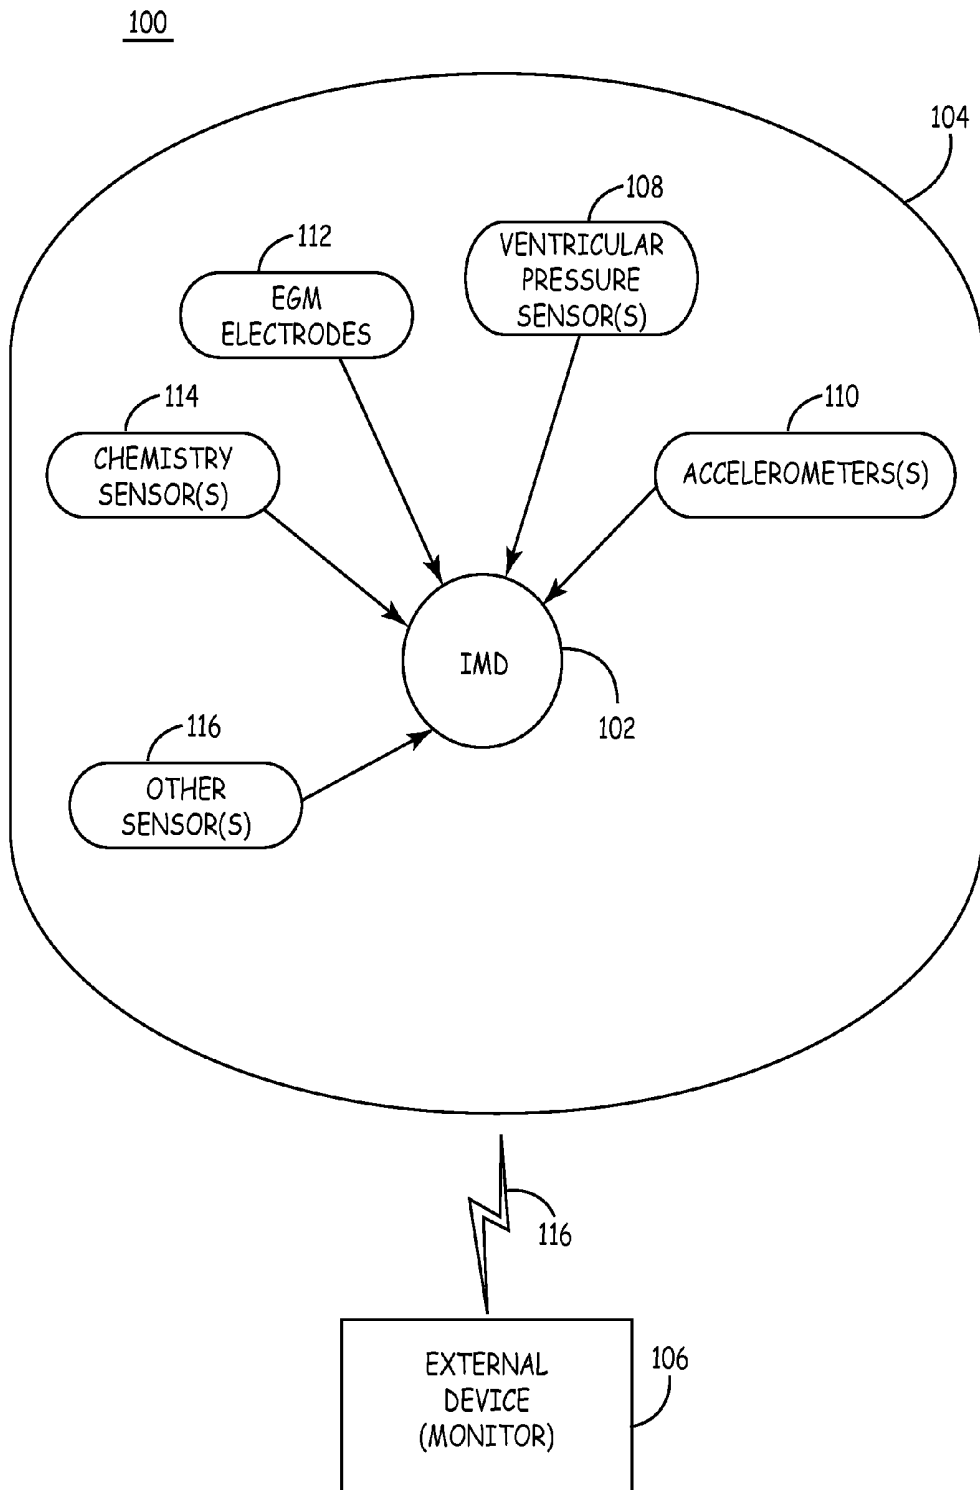 100
104
108
VENTRICULAR
PRESSURE
SENSOR(S)
112
EGM
ELECTRODES
114
CHEMISTRY
SENSOR(S)
110
ACCELEROMETERS(S)
IMD
102
116
OTHER
SENSOR(S)
116
EXTERNAL
DEVICE
(MONITOR)
106